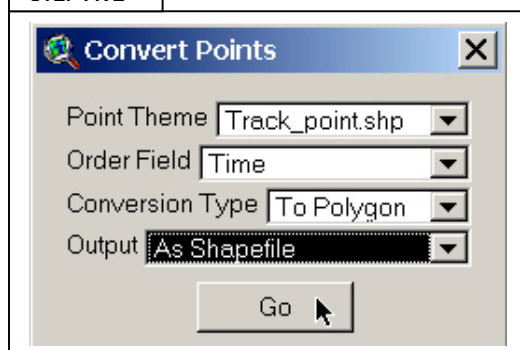 Convert Points
Point Theme Track_point.shp
Order Field Time
Conversion Type To Polygon
Output As Shapefile
Go